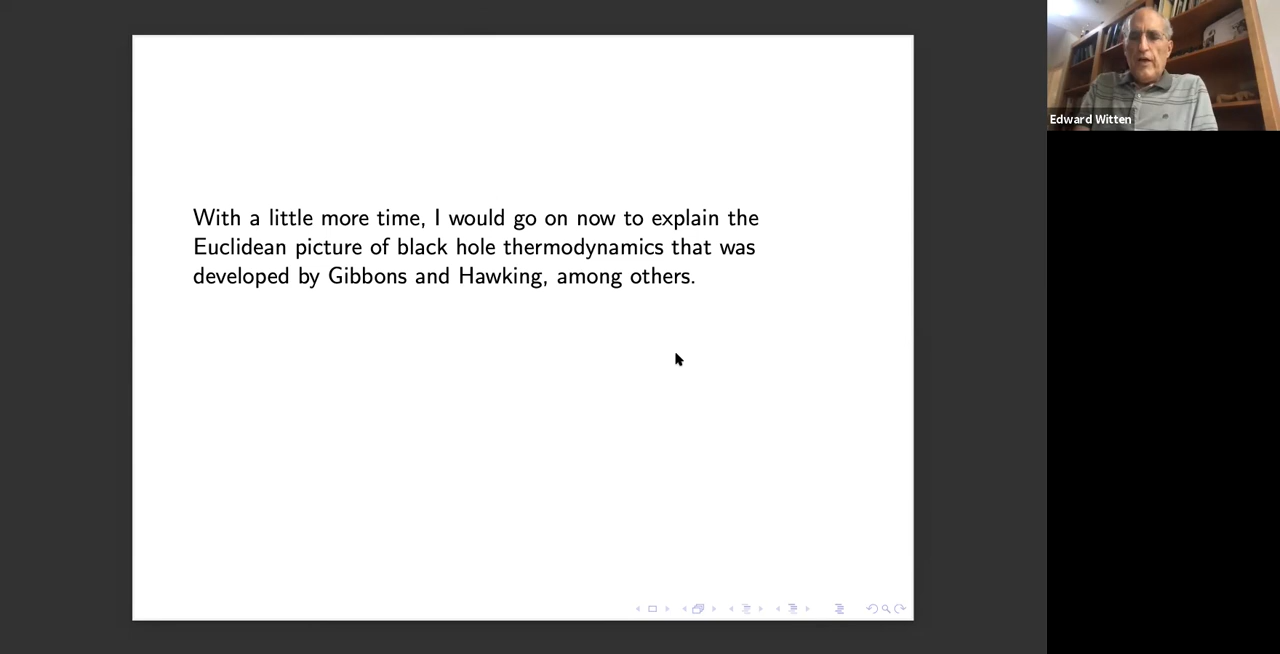 With a little more time, I would go on now to explain the
Euclidean picture of black hole thermodynamics that was
developed by Gibbons and Hawking, among others.
Edward Witten